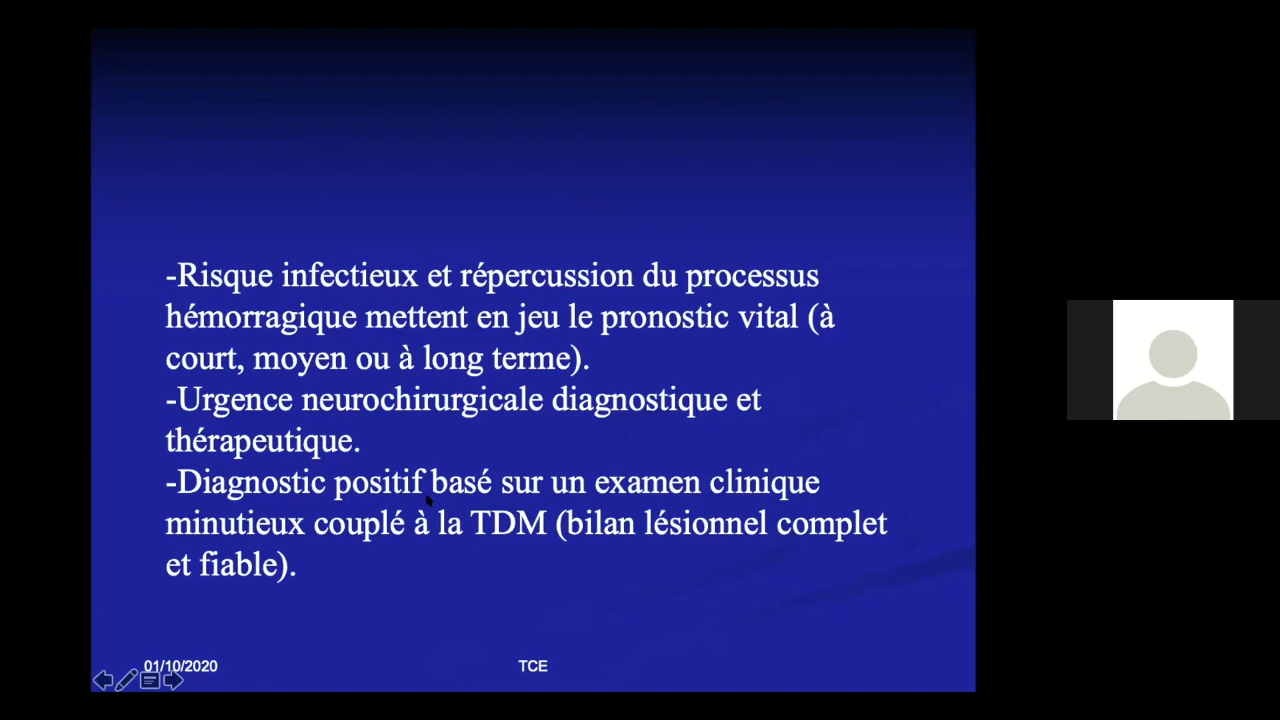 -Risque infectieux et répercussion du processus
hémorragique mettent en jeu le pronostic vital (à
court, moyen ou à long terme).
-Urgence neurochirurgicale diagnostique et
thérapeutique.
-Diagnostic positif basé sur un examen clinique
minutieux couplé à la TDM (bilan lésionnel complet
et fiable).
01/10/2020
TCE